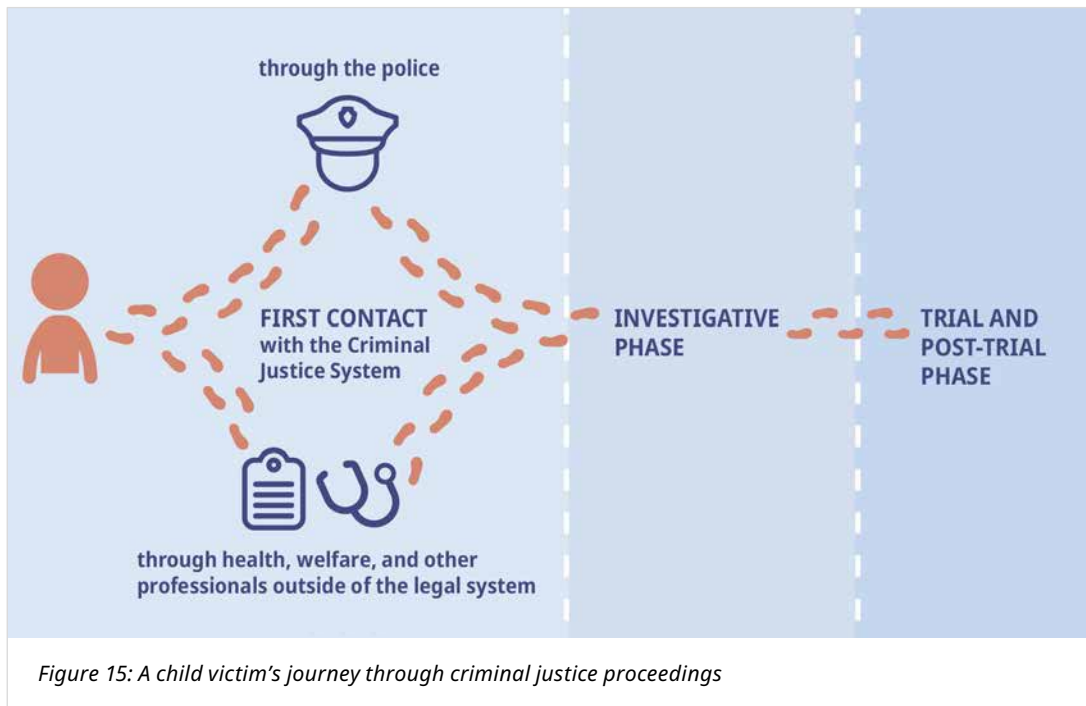 through the police
FIRST CONTACT
with the Criminal
Justice System
through health, welfare, and other
professionals outside of the legal system
INVESTIGATIVE
PHASE
TRIAL AND
POST-TRIAL
PHASE
Figure 15: A child victim’s journey through criminal justice proceedings